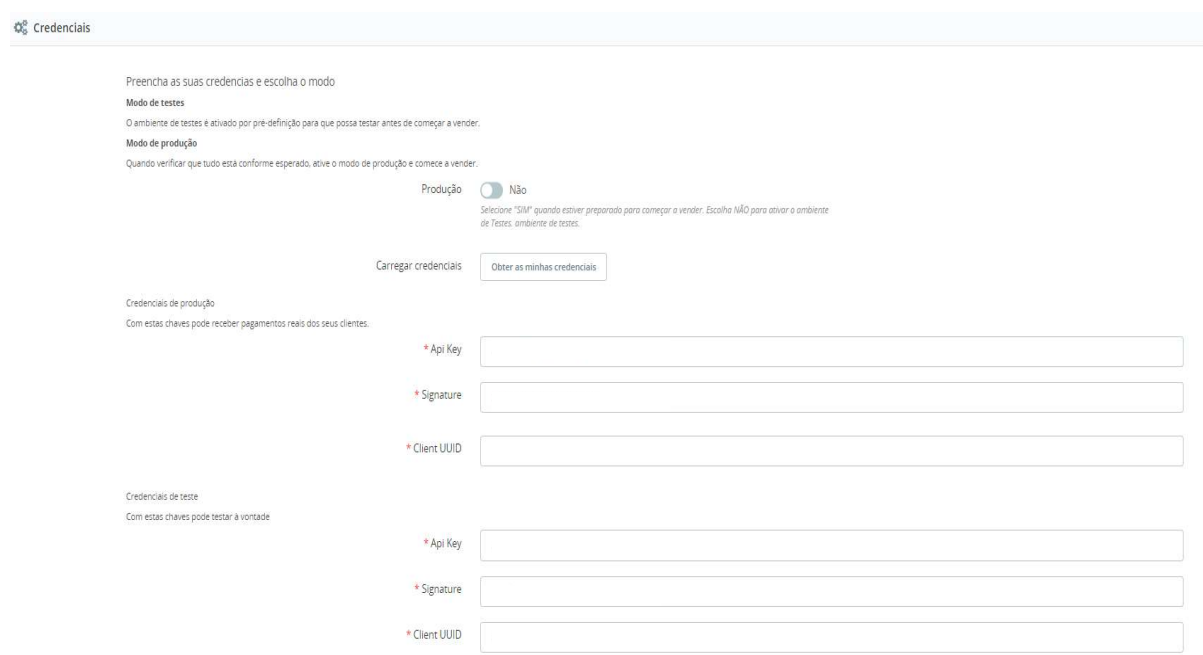 Credenciais
Preencha as suas credencias e escolha o modo
Modo de testes
O ambiente de testes é ativado por pré-definição para que possa testar antes de começar a vender.
Modo de produção
Quando verificar que tudo está conforme esperado, ative o modo de produção e comece a vender.
Produção Não
Selecione "SIM" quando estiver preparado para começar a vender. Escolha NÃO para ativar o ambiente
de Testes. ambiente de testes.
Carregar credenciais Obter as minhas credenciais
Credenciais de produção
Com estas chaves pode receber pagamentos reais dos seus clientes.
* Api Key
* Signature
* Client UUID
Credenciais de teste
Com estas chaves pode testar à vontade
* Api Key
* Signature
* Client UUID